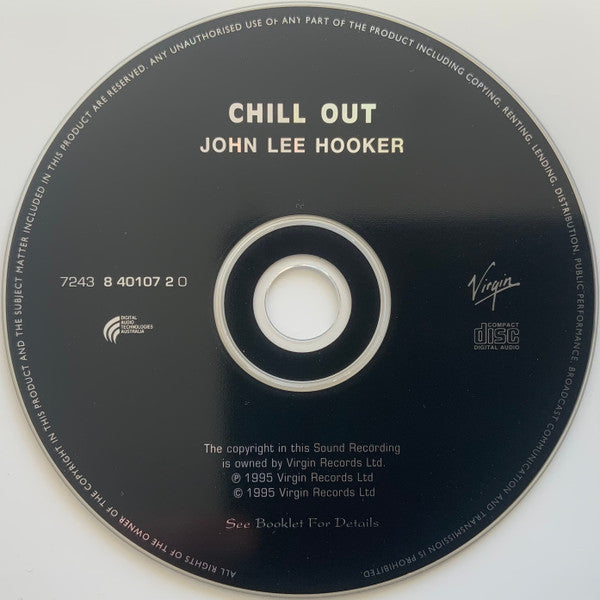 ALL RIGHTS OF THE OWNER OF THE COPYRIGHT IN THIS PRODUCT AND THE SUBJECT MATTER INCLUDED IN THIS PRODUCT ARE RESERVED. ANY UNAUTHORISED USE OF ANY PART OF THE PRODUCT INCLUDING COPYING, RENTING, LENDING, DISTRIBUTION, PUBLIC PERFORMANCE, BROADCAST COMMUNICATION AND TRANSMISSION IS PROHIBITED
CHILL OUT
JOHN LEE HOOKER
7243 8 40107 2 0
Virgin
DIGITAL
AUDIO
TECHNOLOGIES
AUSTRALIA
COMPACT
disc
DIGITAL AUDIO
The copyright in this Sound Recording
is owned by Virgin Records Ltd.
℗ 1995 Virgin Records Ltd
© 1995 Virgin Records Ltd
See Booklet For Details